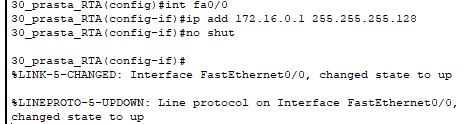 30_prasta_RTA(config)#int fa0/0
30_prasta_RTA(config-if)#ip add 172.16.0.1 255.255.255.128
30_prasta_RTA(config-if)#no shut
30_prasta_RTA(config-if)#
%LINK-5-CHANGED: Interface FastEthernet0/0, changed state to up
%LINEPROTO-5-UPDOWN: Line protocol on Interface FastEthernet0/0,
changed state to up